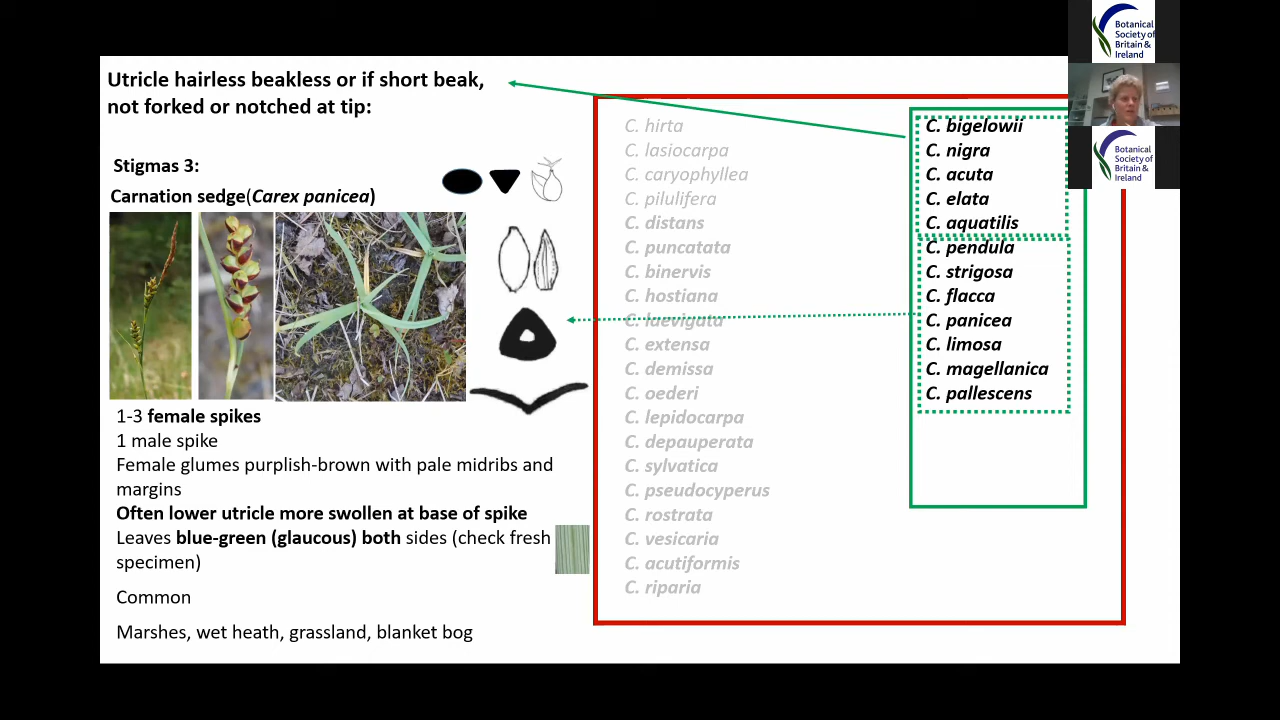 Utricle hairless beakless or if short beak,
not forked or notched at tip:
Stigmas 3:
Carnation sedge(Carex panicea)
1-3 female spikes
1 male spike
Female glumes purplish-brown with pale midribs and
margins
Often lower utricle more swollen at base of spike
Leaves blue-green (glaucous) both sides (check fresh
specimen)
Common
Marshes, wet heath, grassland, blanket bog
C. hirta
C. lasiocarpa
C. caryophyllea
C. pilulifera
C. distans
C. puncatata
C. binervis
C. hostiana
C. laevigata
C. extensa
C. demissa
C. oederi
C. lepidocarpa
C. depauperata
C. sylvatica
C. pseudocyperus
C. rostrata
C. vesicaria
C. acutiformis
C. riparia
C. bigelowii
C. nigra
C. acuta
C. elata
C. aquatilis
C. pendula
C. strigosa
C. flacca
C. panicea
C. limosa
C. magellanica
C. pallescens
Botanical
Society of
Britain &
Ireland
Botanical
Society of
Britain &
Ireland